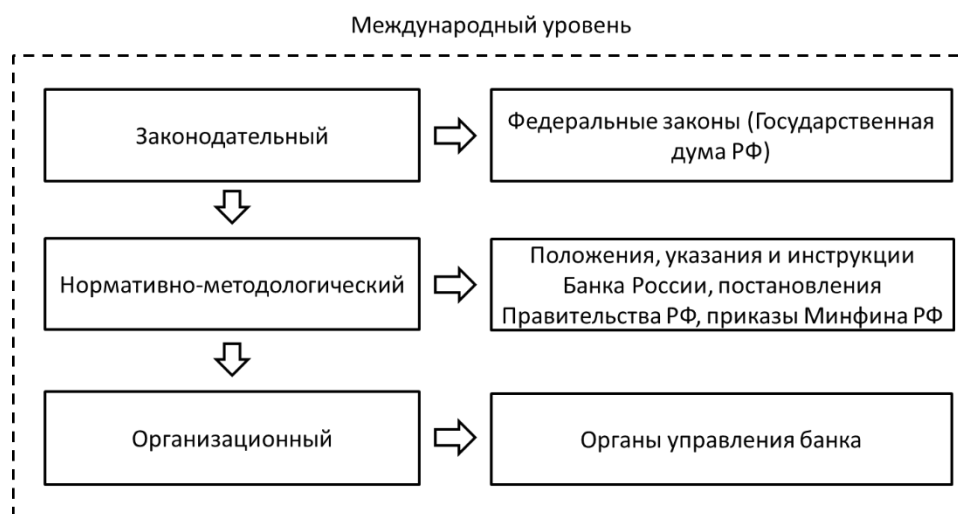 Международный уровень
Законодательный
Федеральные законы (Государственная
дума РФ)
Нормативно-методологический
Положения, указания и инструкции
Банка России, постановления
Правительства РФ, приказы Минфина РФ
Организационный
Органы управления банка